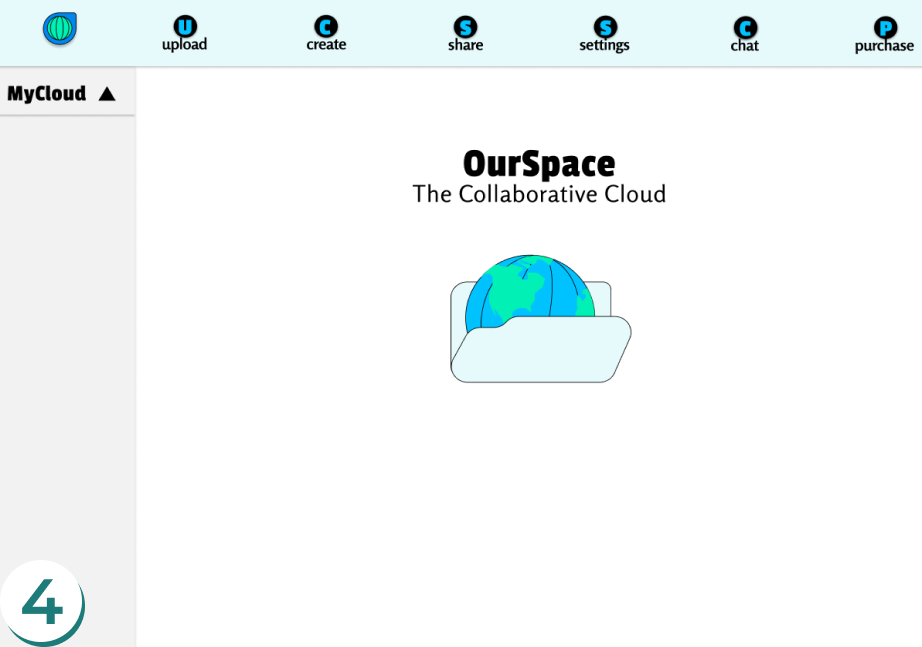 U C S S C P
upload create share settings chat purchase
MyCloud ▲
OurSpace
The Collaborative Cloud
4